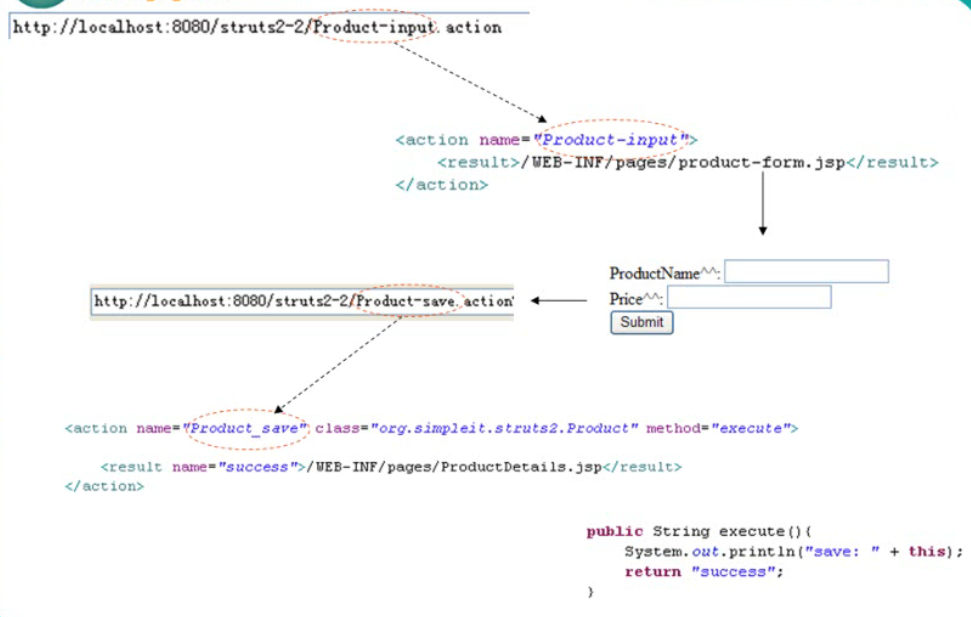 http://localhost:8080/struts2-2/Product-input.action
<action name="Product-input">
<result>/WEB-INF/pages/product-form.jsp</result>
</action>
ProductName^^:
http://localhost:8080/struts2-2/Product-save.action
Price^^:
Submit
<action name="Product_save" class="org.simpleit.struts2.Product" method="execute">
<result name="success">/WEB-INF/pages/ProductDetails.jsp</result>
</action>
public String execute(){
System.out.println("save: " + this);
return "success";
}